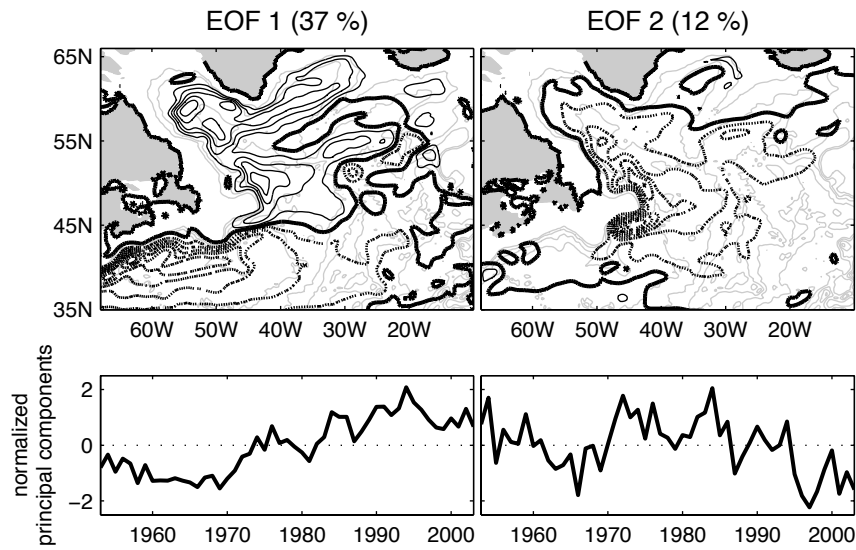 EOF 1 (37 %)
EOF 2 (12 %)
65N
55N
45N
35N
60W 50W 40W 30W 20W
60W 50W 40W 30W 20W
normalized
principal components
2
0
−2
1960 1970 1980 1990 2000
1960 1970 1980 1990 2000